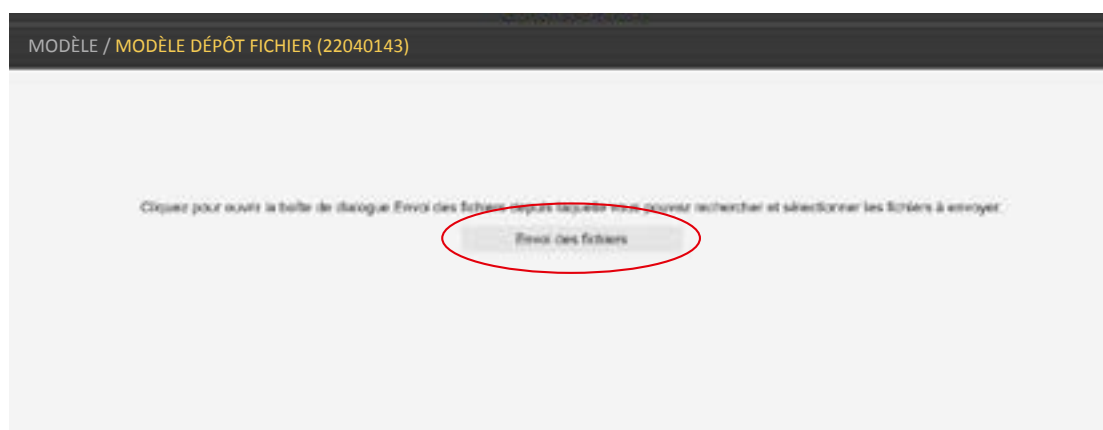 MODÈLE / MODÈLE DÉPÔT FICHIER (22040143)
Cliquez pour ouvrir la boîte de dialogue Envoi des fichiers depuis laquelle vous pouvez rechercher et sélectionner les fichiers à envoyer.
Envoi des fichiers